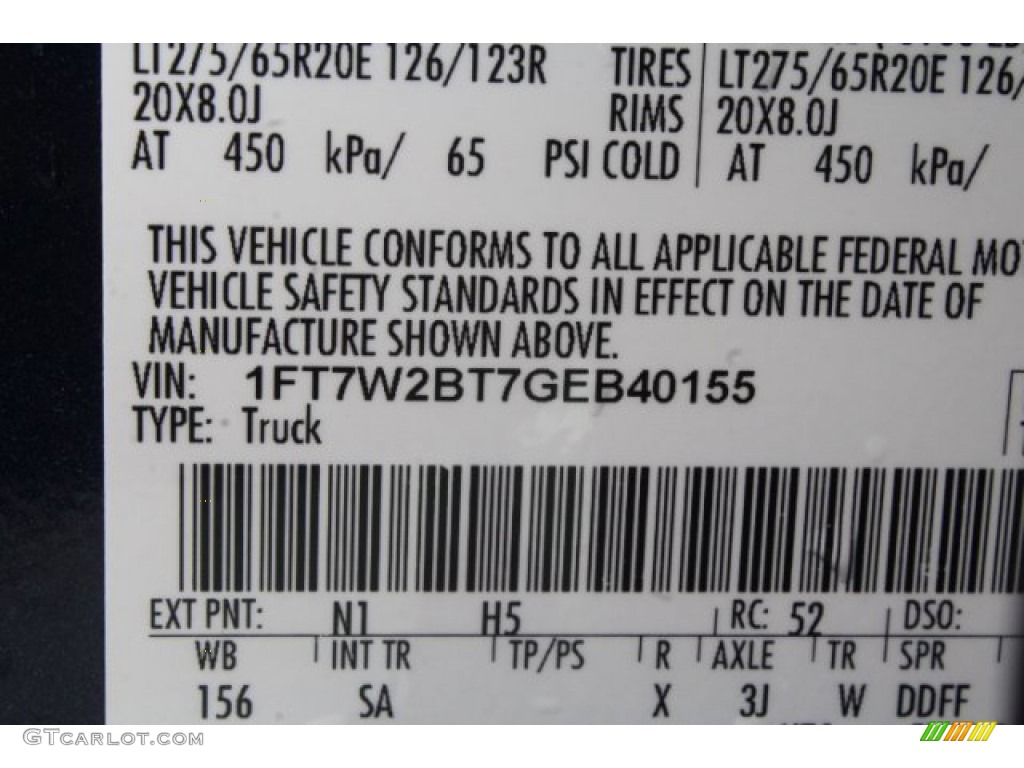 LT275/65R20E 126/123R TIRES LT275/65R20E 126/
20X8.0J RIMS 20X8.0J
AT 450 kPa/ 65 PSI COLD AT 450 kPa/
THIS VEHICLE CONFORMS TO ALL APPLICABLE FEDERAL MO
VEHICLE SAFETY STANDARDS IN EFFECT ON THE DATE OF
MANUFACTURE SHOWN ABOVE.
VIN: 1FT7W2BT7GEB40155
TYPE: Truck
EXT PNT: N1 H5 RC: 52 DSO:
WB INT TR TP/PS R AXLE TR SPR
156 SA X 3J W DDFF
GTcarlot.com